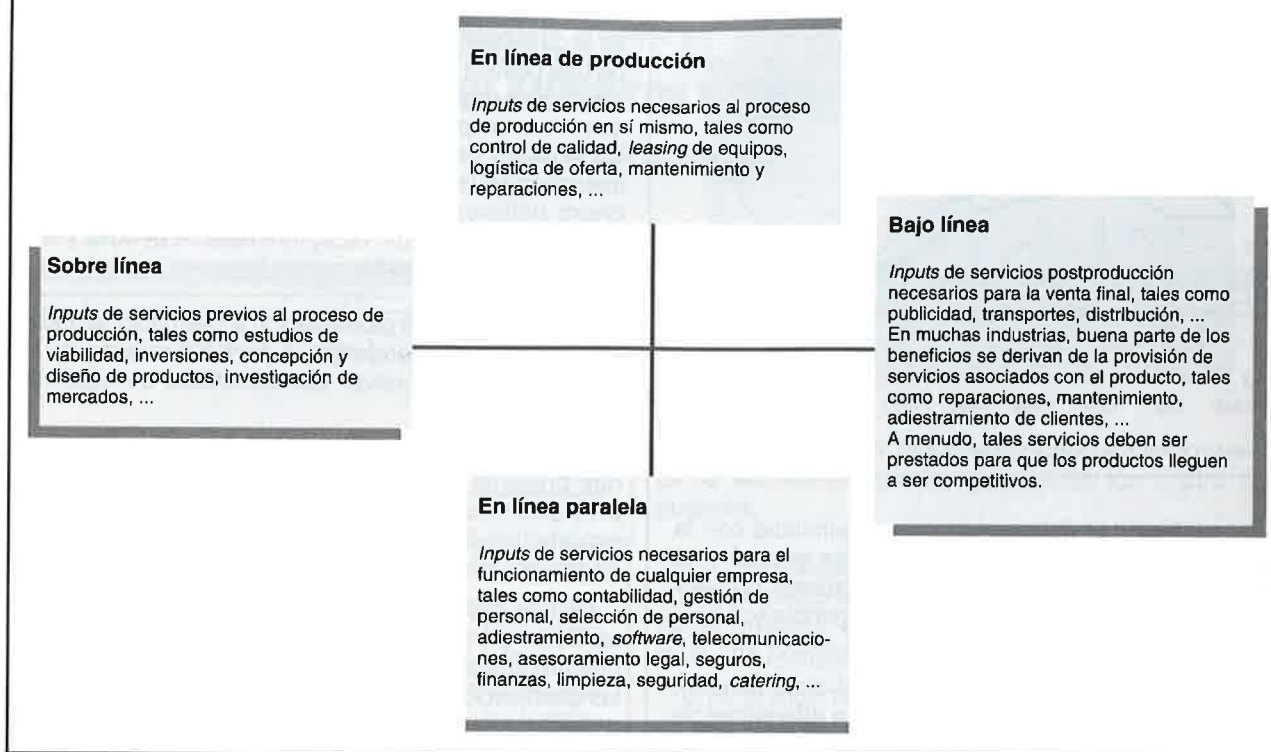 En línea de producción
Inputs de servicios necesarios al proceso
de producción en sí mismo, tales como
control de calidad, leasing de equipos,
logística de oferta, mantenimiento y
reparaciones, ...
Sobre línea
Inputs de servicios previos al proceso de
producción, tales como estudios de
viabilidad, inversiones, concepción y
diseño de productos, investigación de
mercados, ...
Bajo línea
Inputs de servicios postproducción
necesarios para la venta final, tales como
publicidad, transportes, distribución, ...
En muchas industrias, buena parte de los
beneficios se derivan de la provisión de
servicios asociados con el producto, tales
como reparaciones, mantenimiento,
adiestramiento de clientes, ...
A menudo, tales servicios deben ser
prestados para que los productos lleguen
a ser competitivos.
En línea paralela
Inputs de servicios necesarios para el
funcionamiento de cualquier empresa,
tales como contabilidad, gestión de
personal, selección de personal,
adiestramiento, software, telecomunicacio-
nes, asesoramiento legal, seguros,
finanzas, limpieza, seguridad, catering, ...